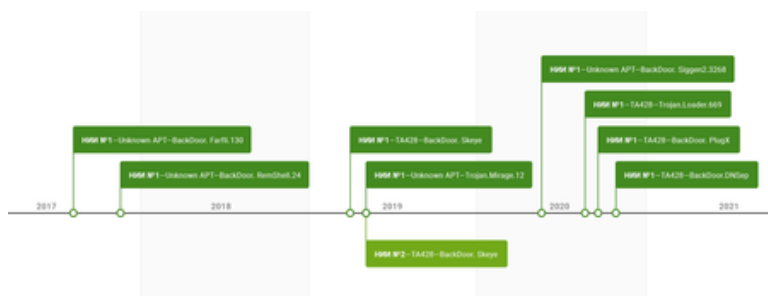 НИИ №1–Unknown APT–BackDoor. Siggen2.3268
НИИ №1–TA428–Trojan.Loader.669
НИИ №1–Unknown APT–BackDoor. Farfli.130
НИИ №1–TA428–BackDoor. Skeye
НИИ №1–TA428–BackDoor. PlugX
НИИ №1–Unknown APT–BackDoor. RemShell.24
НИИ №1–Unknown APT–Trojan.Mirage.12
НИИ №1–TA428–BackDoor.DNSep
2017 2018 2019 2020 2021
НИИ №2–TA428–BackDoor. Skeye